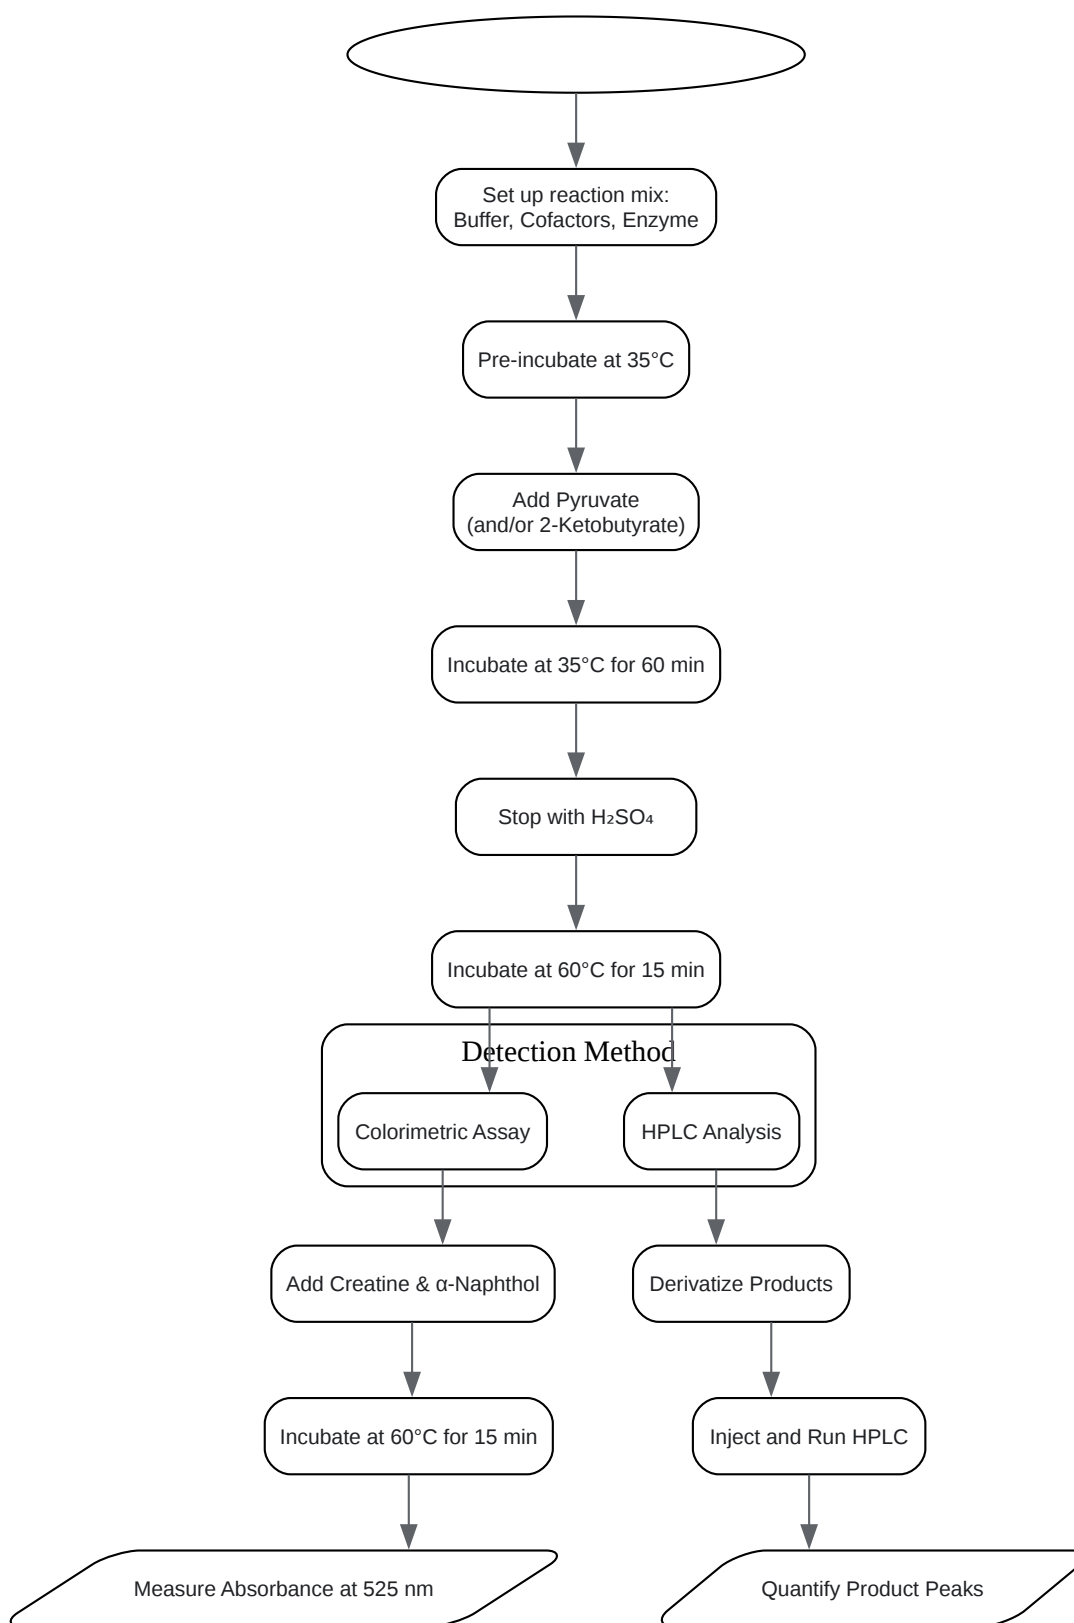 Set up reaction mix:
Buffer, Cofactors, Enzyme
Pre-incubate at 35°C
Add Pyruvate
(and/or 2-Ketobutyrate)
Incubate at 35°C for 60 min
Stop with H₂SO₄
Incubate at 60°C for 15 min
Detection Method
Colorimetric Assay
HPLC Analysis
Add Creatine & α-Naphthol
Derivatize Products
Incubate at 60°C for 15 min
Inject and Run HPLC
Measure Absorbance at 525 nm
Quantify Product Peaks